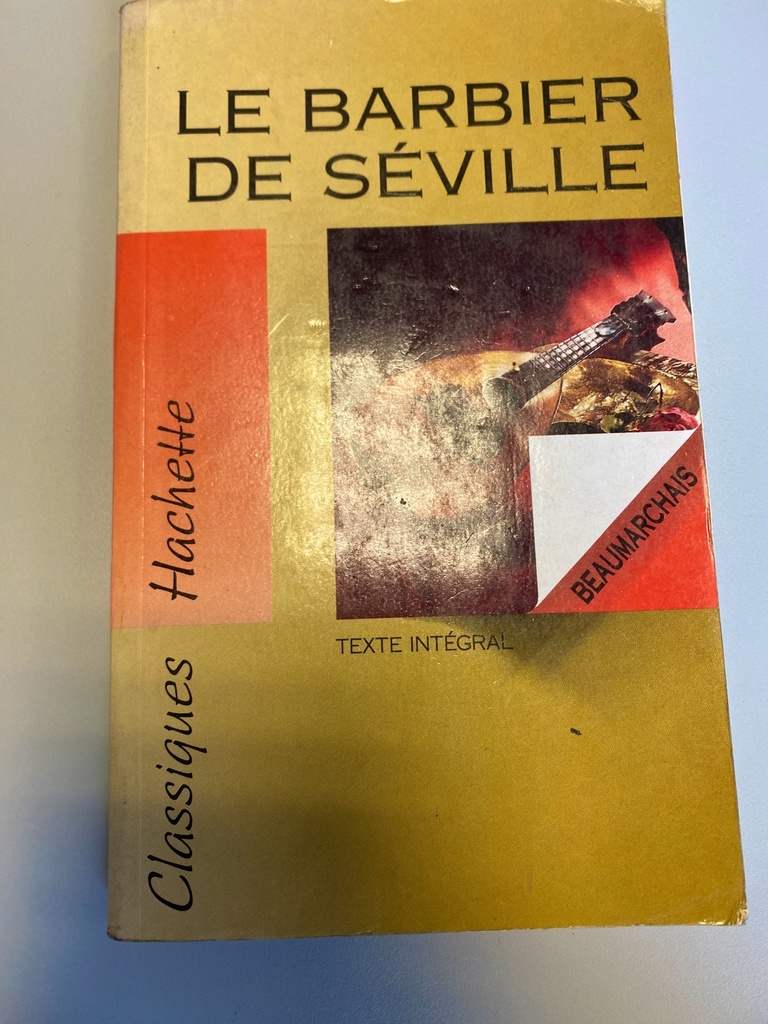 LE BARBIER
DE SÉVILLE
Classiques Hachette
BEAUMARCHAIS
TEXTE INTÉGRAL